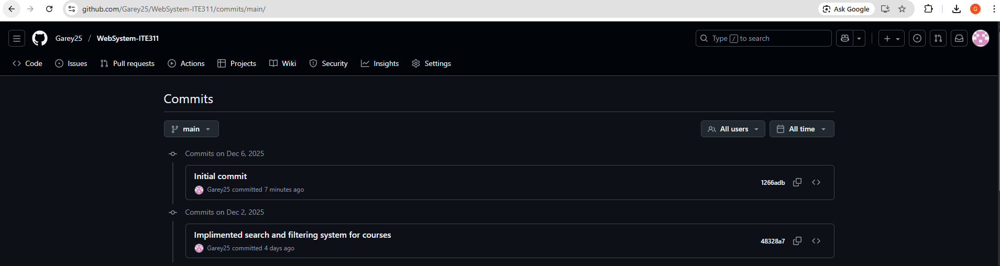 github.com/Garey25/WebSystem-ITE311/commits/main/ Ask Google G
Garey25 / WebSystem-ITE311 Type / to search
Code Issues Pull requests Actions Projects Wiki Security Insights Settings
Commits
main All users All time
Commits on Dec 6, 2025
Initial commit
1266adb
Garey25 committed 7 minutes ago
Commits on Dec 2, 2025
Implimented search and filtering system for courses
48328a7
Garey25 committed 4 days ago